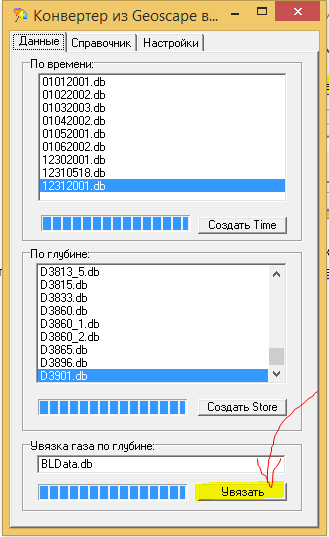 Конвертер из Geoscape в...
Данные
Справочник
Настройки
По времени:
01012001.db
01022002.db
01032003.db
01042002.db
01052001.db
01062002.db
12302001.db
12310518.db
12312001.db
Создать Time
По глубине:
D3813_5.db
D3815.db
D3833.db
D3860.db
D3860_1.db
D3860_2.db
D3865.db
D3896.db
D3901.db
Создать Store
Увязка газа по глубине:
BLData.db
Увязать